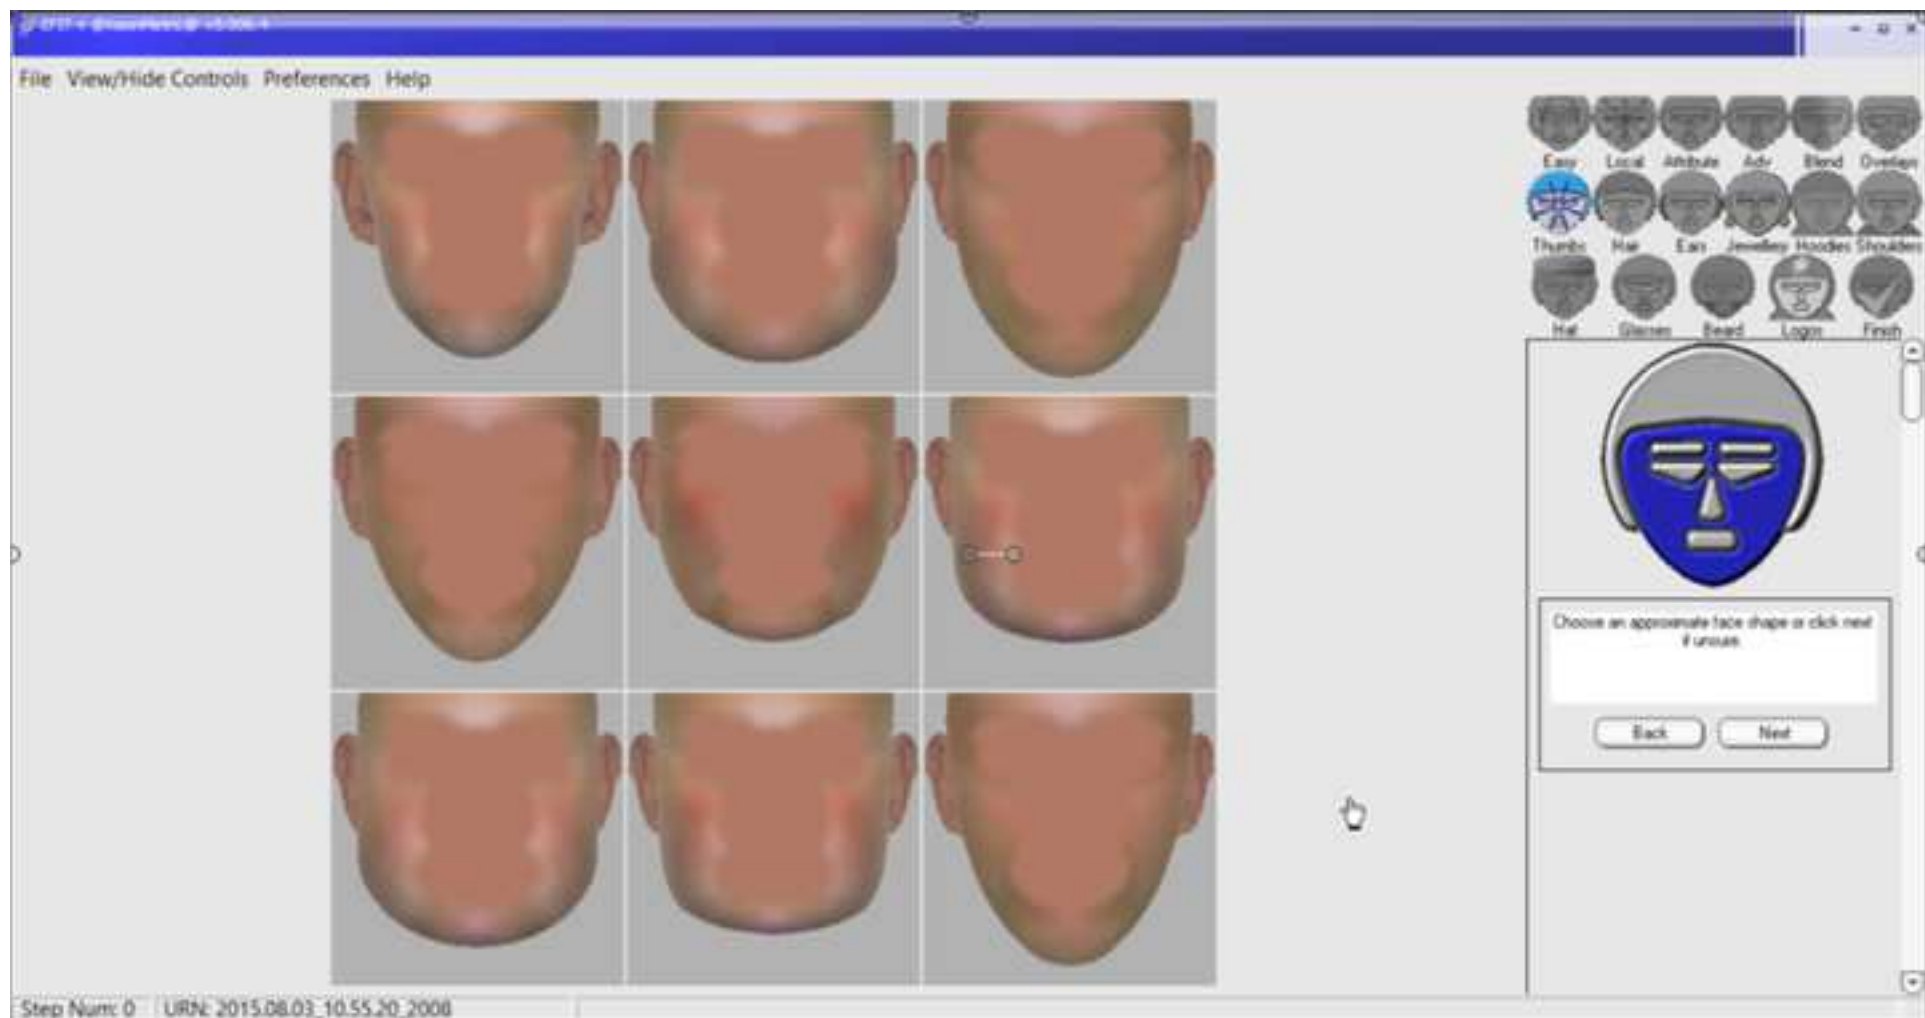 File View/Hide Controls Preferences Help
Easy Local Attribute Adv Blend Overlays
Thumbs Hair Ears Jewellery Hoodies Shoulders
Hat Glasses Beard Logos Finish
Choose an approximate face shape or click next
if unsure.
Back Next
Step Num: 0 URN: 2015.08.03_10.55.20_2008